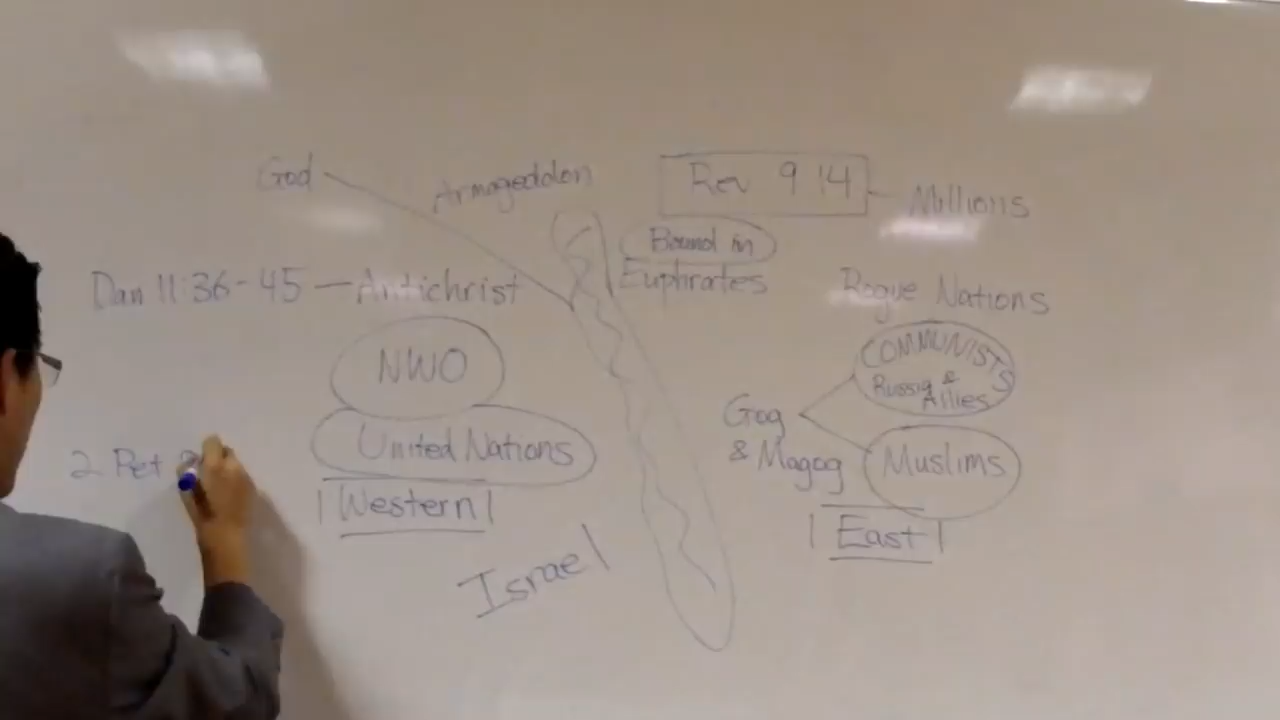 God
Armageddon
Rev 9 14
Millions
Bound in
Euphrates
Dan 11:36-45 — Antichrist
Rogue Nations
NWO
COMMUNISTS
Russia &
Allies
United Nations
Gog
& Magog
Muslims
2 Pet
Western
East
Israel